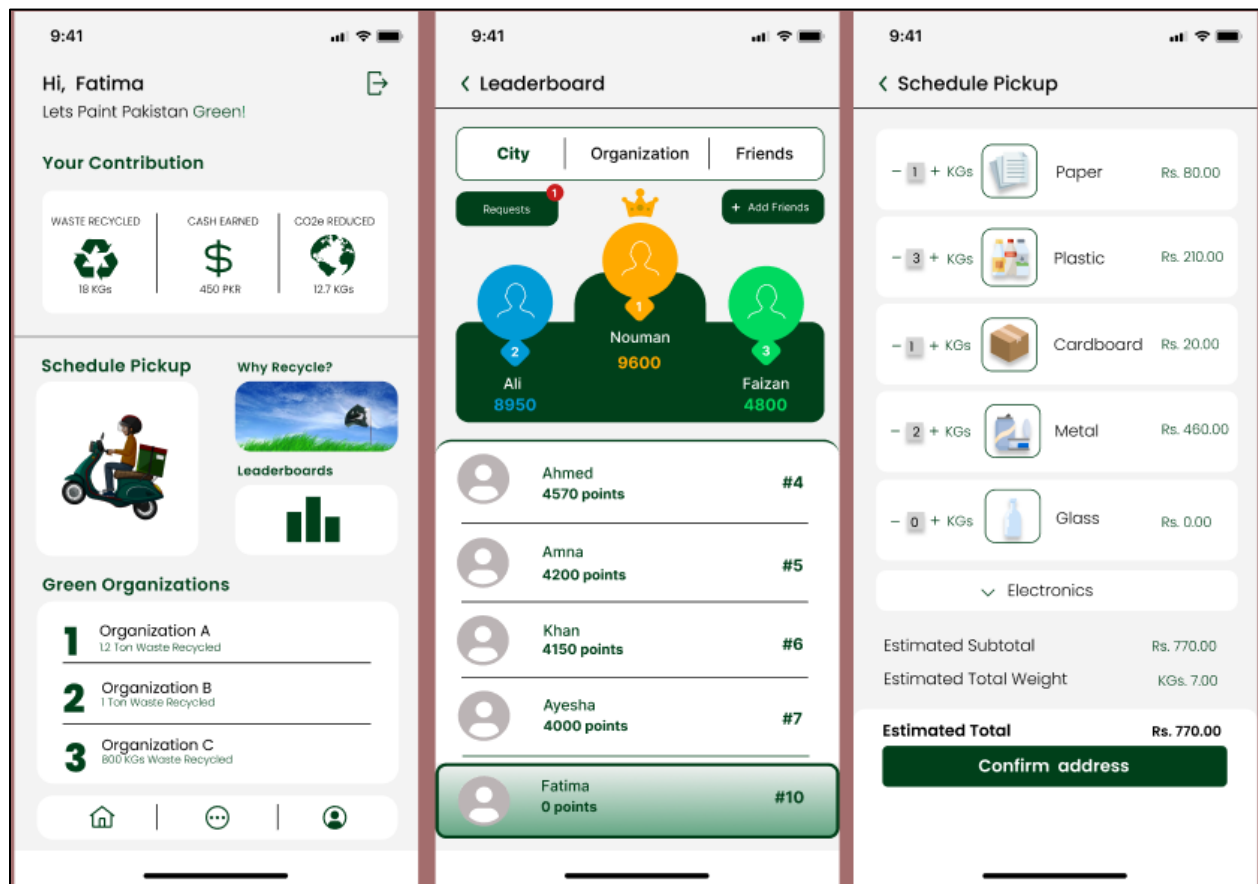 9:41
Hi, Fatima
Lets Paint Pakistan Green!
Your Contribution
WASTE RECYCLED
18 KGs
CASH EARNED
$
450 PKR
CO2e REDUCED
12.7 KGs
Schedule Pickup
Why Recycle?
Leaderboards
Green Organizations
1 Organization A
1.2 Ton Waste Recycled
2 Organization B
1 Ton Waste Recycled
3 Organization C
800 KGs Waste Recycled
9:41
< Leaderboard
City Organization Friends
Requests 1
+ Add Friends
1
Nouman
9600
2
Ali
8950
3
Faizan
4800
Ahmed
4570 points
#4
Amna
4200 points
#5
Khan
4150 points
#6
Ayesha
4000 points
#7
Fatima
0 points
#10
9:41
< Schedule Pickup
- 1 + KGs Paper Rs. 80.00
- 3 + KGs Plastic Rs. 210.00
- 1 + KGs Cardboard Rs. 20.00
- 2 + KGs Metal Rs. 460.00
- 0 + KGs Glass Rs. 0.00
Electronics
Estimated Subtotal Rs. 770.00
Estimated Total Weight KGs. 7.00
Estimated Total Rs. 770.00
Confirm address